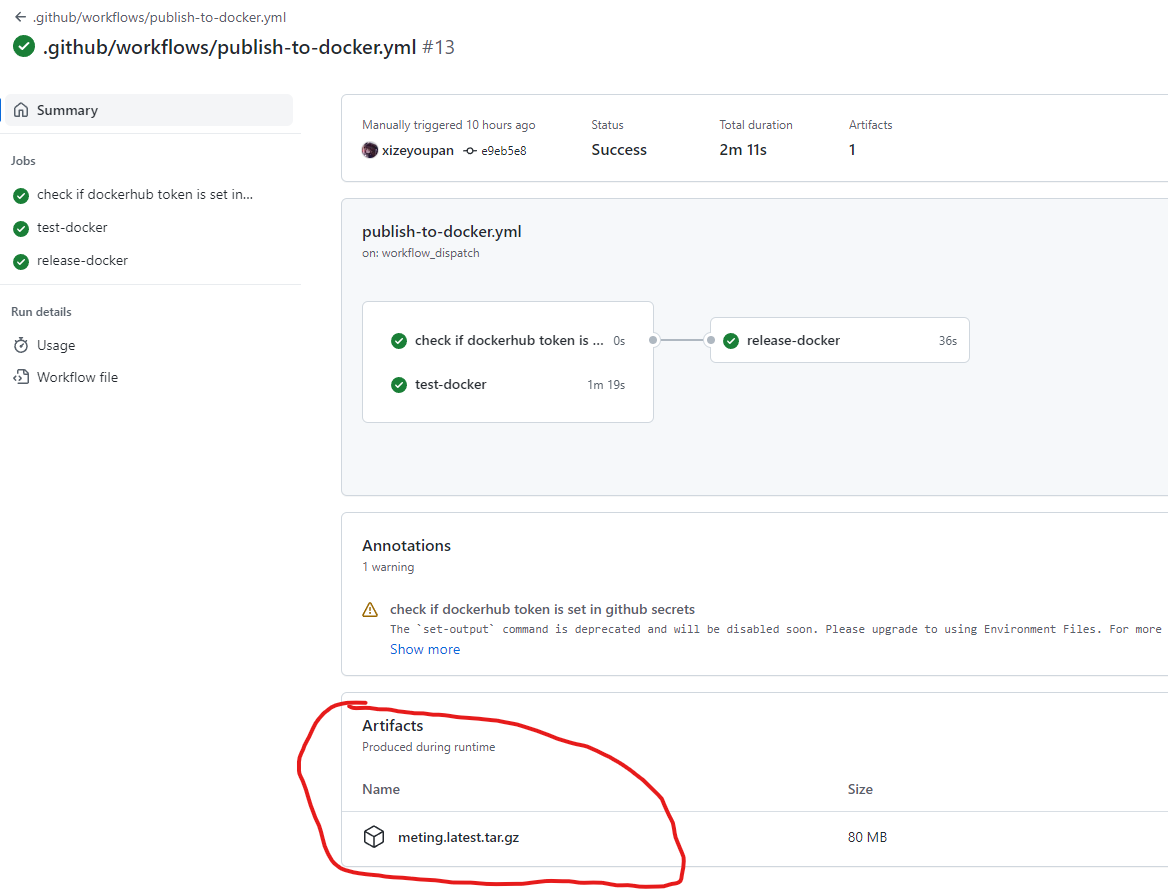 .github/workflows/publish-to-docker.yml
.github/workflows/publish-to-docker.yml #13
Summary
Jobs
check if dockerhub token is set in...
test-docker
release-docker
Run details
Usage
Workflow file
Manually triggered 10 hours ago
xizeyoupan e9eb5e8
Status
Success
Total duration
2m 11s
Artifacts
1
publish-to-docker.yml
on: workflow_dispatch
check if dockerhub token is ... 0s
test-docker 1m 19s
release-docker 36s
Annotations
1 warning
check if dockerhub token is set in github secrets
The `set-output` command is deprecated and will be disabled soon. Please upgrade to using Environment Files. For more
Show more
Artifacts
Produced during runtime
Name Size
meting.latest.tar.gz 80 MB